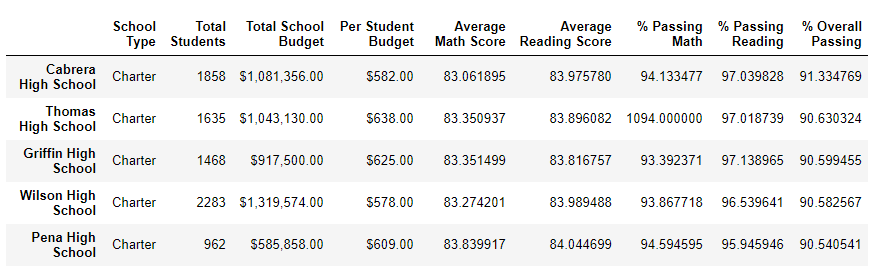 School Type Total Students Total School Budget Per Student Budget Average Math Score Average Reading Score % Passing Math % Passing Reading % Overall Passing
Cabrera High School Charter 1858 $1,081,356.00 $582.00 83.061895 83.975780 94.133477 97.039828 91.334769
Thomas High School Charter 1635 $1,043,130.00 $638.00 83.350937 83.896082 1094.000000 97.018739 90.630324
Griffin High School Charter 1468 $917,500.00 $625.00 83.351499 83.816757 93.392371 97.138965 90.599455
Wilson High School Charter 2283 $1,319,574.00 $578.00 83.274201 83.989488 93.867718 96.539641 90.582567
Pena High School Charter 962 $585,858.00 $609.00 83.839917 84.044699 94.594595 95.945946 90.540541